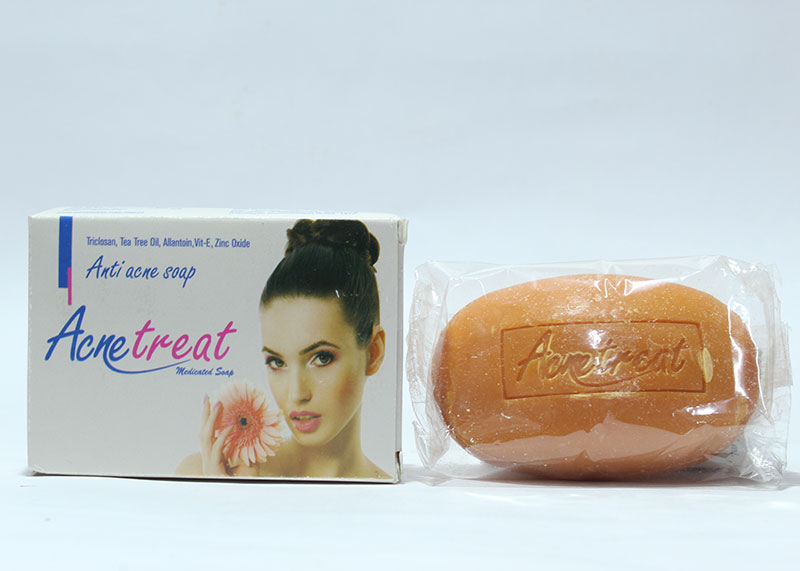 Triclosan, Tea Tree Oil, Allantoin,Vit-E, Zinc Oxide
Anti acne soap
Acnetreat
Medicated Soap
Acnetreat